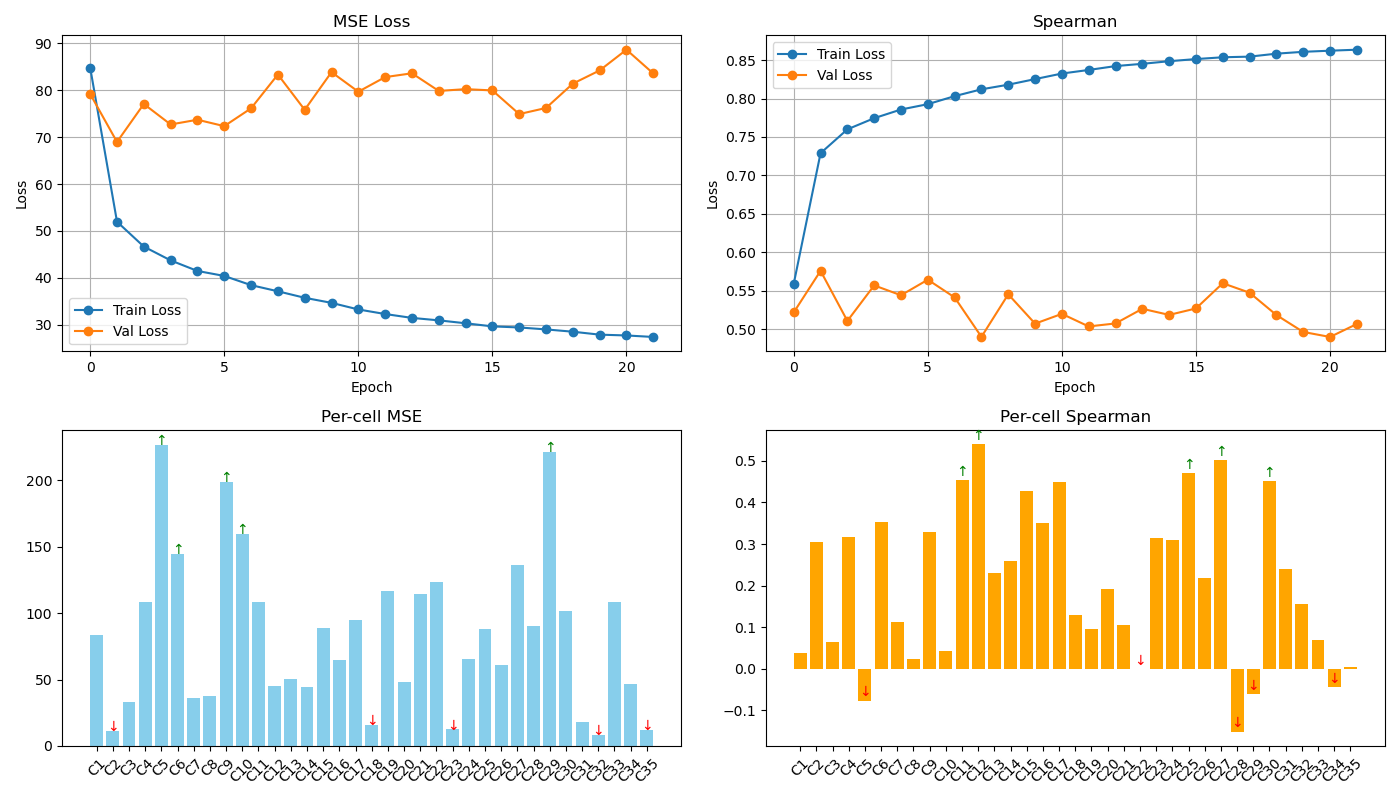 MSE Loss
90
80
70
60
50
40
30
Loss
Train Loss
Val Loss
0 5 10 15 20
Epoch
Spearman
0.85
0.80
0.75
0.70
0.65
0.60
0.55
0.50
Loss
Train Loss
Val Loss
0 5 10 15 20
Epoch
Per-cell MSE
200
150
100
50
0
↑ ↑ ↑ ↑ ↑
↓ ↓ ↓ ↓ ↓
C1 C2 C3 C4 C5 C6 C7 C8 C9 C10 C11 C12 C13 C14 C15 C16 C17 C18 C19 C20 C21 C22 C23 C24 C25 C26 C27 C28 C29 C30 C31 C32 C33 C34 C35
Per-cell Spearman
0.5
0.4
0.3
0.2
0.1
0.0
−0.1
↑ ↑ ↑ ↑ ↑
↓ ↓ ↓ ↓ ↓
C1 C2 C3 C4 C5 C6 C7 C8 C9 C10 C11 C12 C13 C14 C15 C16 C17 C18 C19 C20 C21 C22 C23 C24 C25 C26 C27 C28 C29 C30 C31 C32 C33 C34 C35